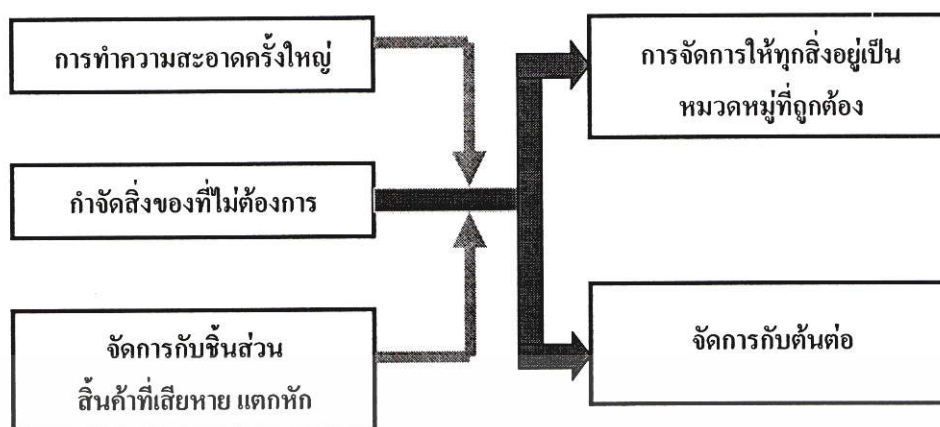 การทำความสะอาดครั้งใหญ่
กำจัดสิ่งของที่ไม่ต้องการ
จัดการกับชิ้นส่วน
สิ้นค้าที่เสียหาย แตกหัก
การจัดการให้ทุกสิ่งอยู่เป็น
หมวดหมู่ที่ถูกต้อง
จัดการกับต้นต่อ